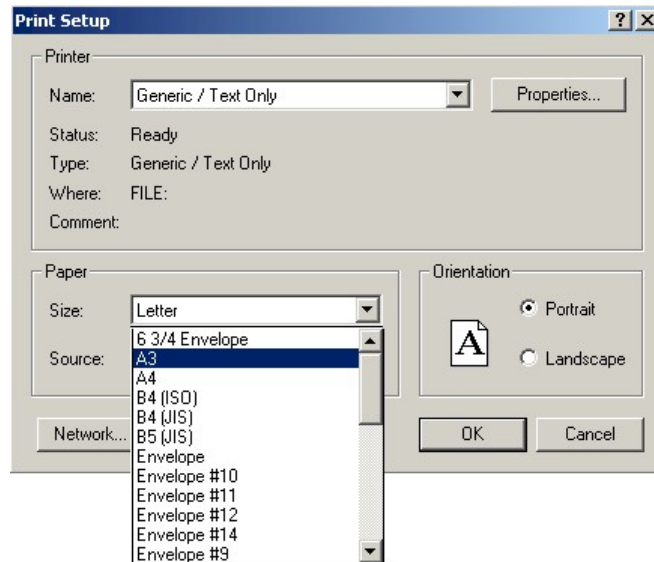 Print Setup
Printer
Name: Generic / Text Only Properties...
Status: Ready
Type: Generic / Text Only
Where: FILE:
Comment:
Paper
Size: Letter
6 3/4 Envelope
Source: A3
A4
B4 (ISO)
B4 (JIS)
B5 (JIS)
Envelope
Envelope #10
Envelope #11
Envelope #12
Envelope #14
Envelope #9
Orientation
A
Portrait
Landscape
Network... OK Cancel